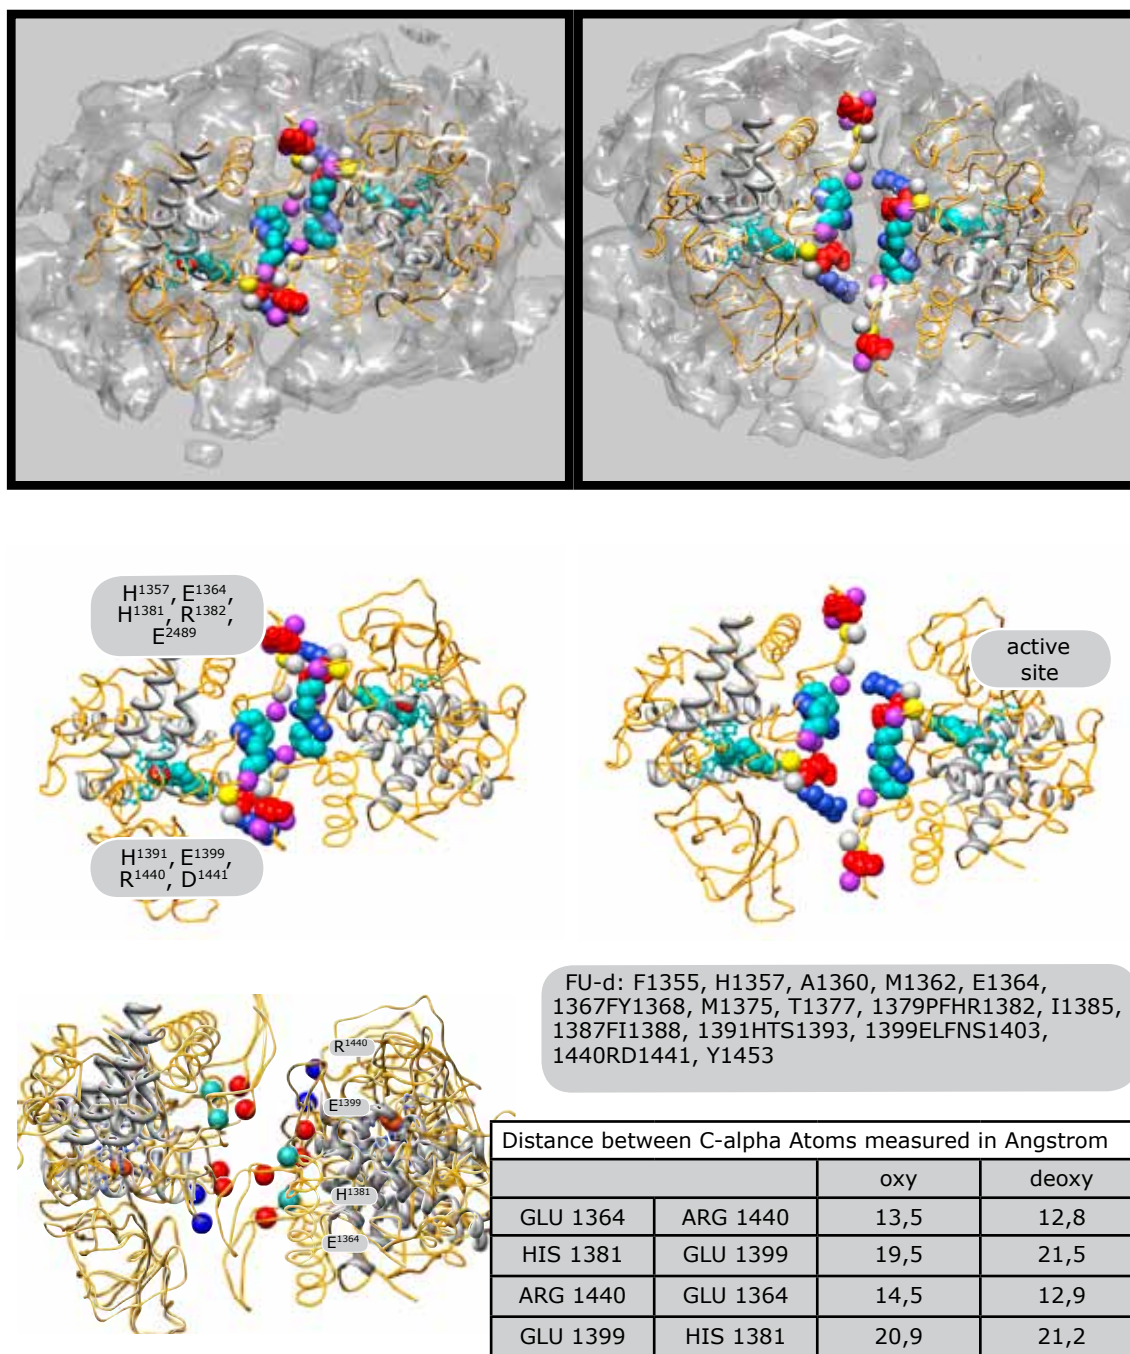 H1357, E1364,
H1381, R1382,
E2489
active
site
H1391, E1399,
R1440, D1441
FU-d: F1355, H1357, A1360, M1362, E1364,
1367FY1368, M1375, T1377, 1379PFHR1382, I1385,
1387FI1388, 1391HTS1393, 1399ELFNS1403,
1440RD1441, Y1453
R1440
E1399
H1381
E1364
Distance between C-alpha Atoms measured in Angstrom
oxy deoxy
GLU 1364 ARG 1440 13,5 12,8
HIS 1381 GLU 1399 19,5 21,5
ARG 1440 GLU 1364 14,5 12,9
GLU 1399 HIS 1381 20,9 21,2